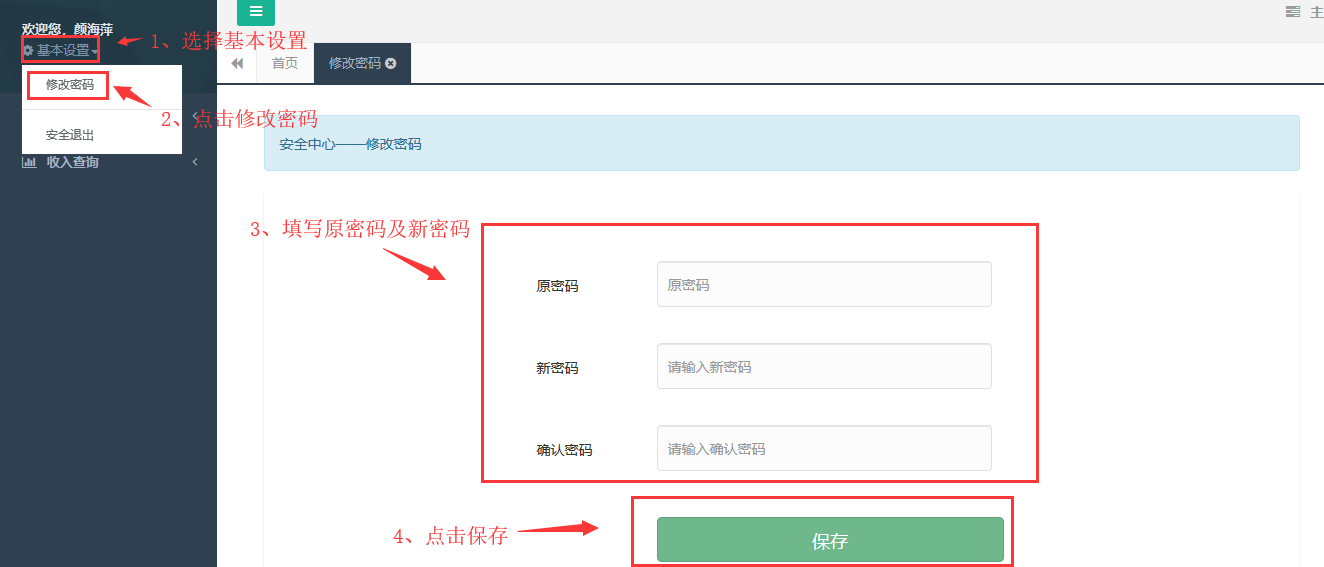 欢迎您，颜海萍
基本设置
1、选择基本设置
修改密码
2、点击修改密码
安全退出
收入查询
主
首页
修改密码
安全中心——修改密码
3、填写原密码及新密码
原密码
原密码
新密码
请输入新密码
确认密码
请输入确认密码
4、点击保存
保存